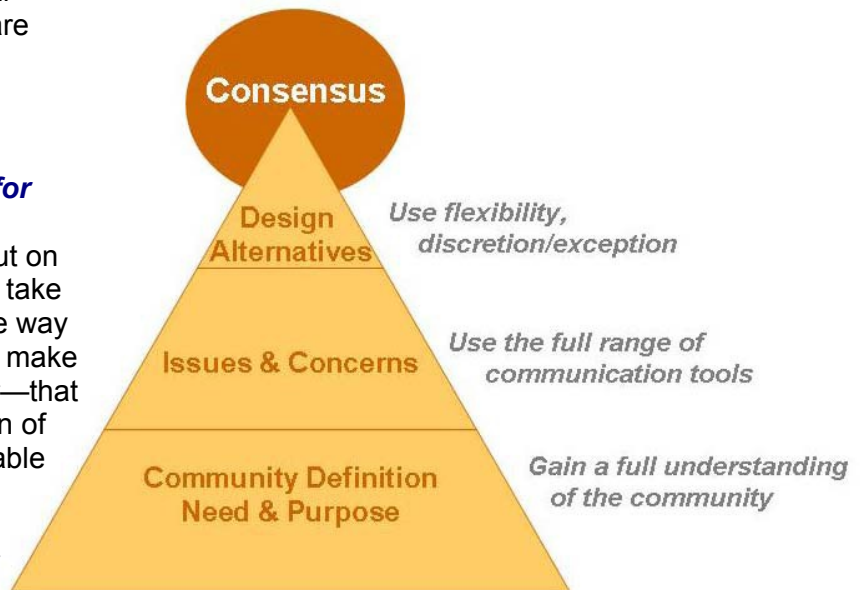 are
for
ut on
take
e way
make
—that
n of
able
Consensus
Design
Alternatives
Use flexibility,
discretion/exception
Issues & Concerns
Use the full range of
communication tools
Community Definition
Need & Purpose
Gain a full understanding
of the community